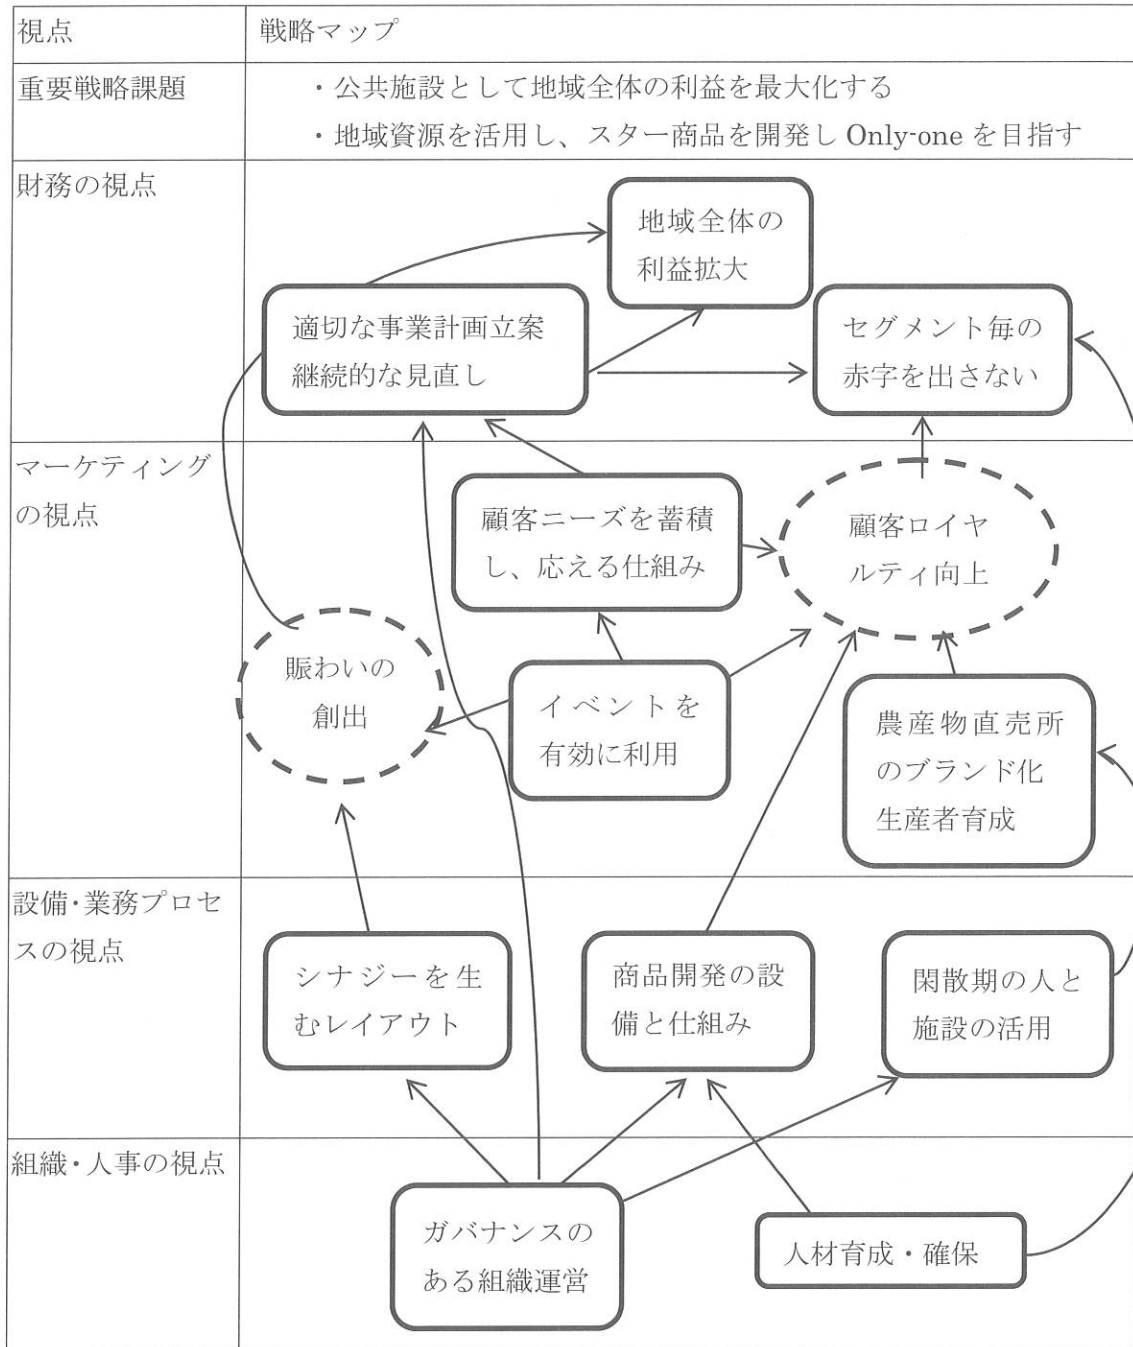 視点
戦略マップ
重要戦略課題
・公共施設として地域全体の利益を最大化する
・地域資源を活用し、スター商品を開発し Only-one を目指す
財務の視点
地域全体の
利益拡大
適切な事業計画立案
継続的な見直し
セグメント毎の
赤字を出さない
マーケティング
の視点
顧客ニーズを蓄積
し、応える仕組み
顧客ロイヤ
ルティ向上
賑わいの
創出
イベントを
有効に利用
農産物直売所
のブランド化
生産者育成
設備・業務プロセ
スの視点
シナジーを生
むレイアウト
商品開発の設
備と仕組み
閑散期の人と
施設の活用
組織・人事の視点
ガバナンスの
ある組織運営
人材育成・確保